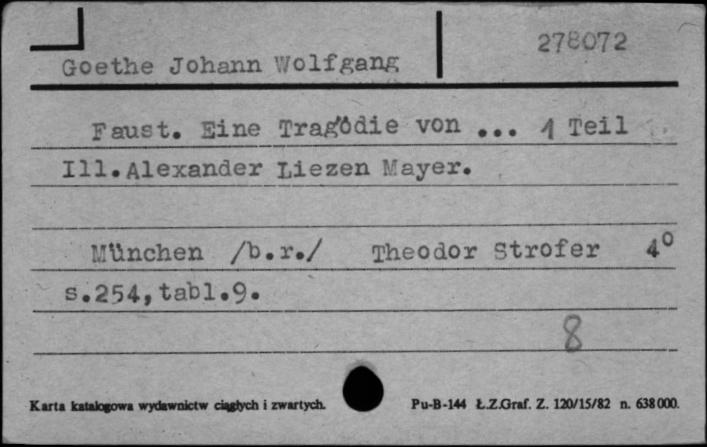 278072
Goethe Johann Wolfgang
Faust. Eine Tragödie von ... 1 Teil
Ill.Alexander Liezen Mayer.
München /b.r./ Theodor Strofer 4°
s.254,tabl.9.
8
Karta katalogowa wydawnictw ciągłych i zwartych. Pu-B-144 Ł.Z.Graf. Z. 120/15/82 n. 638000.